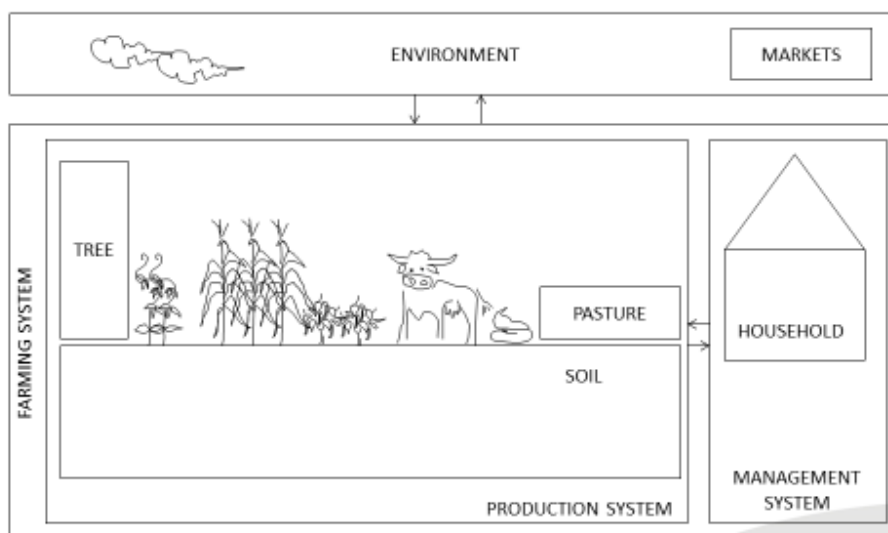 ENVIRONMENT
MARKETS
FARMING SYSTEM
TREE
PASTURE
SOIL
PRODUCTION SYSTEM
HOUSEHOLD
MANAGEMENT
SYSTEM